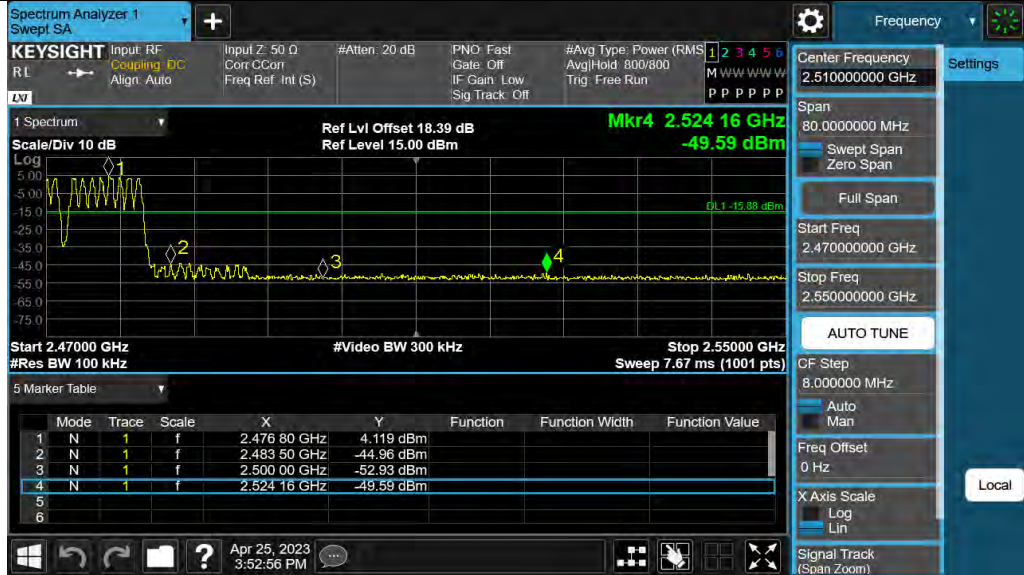 Spectrum Analyzer 1
Swept SA
+
Frequency
KEYSIGHT
RL
LXI
Input: RF
Coupling: DC
Align: Auto
Input Z: 50 Ω
Corr CCorr
Freq Ref: Int (S)
#Atten: 20 dB
PNO: Fast
Gate: Off
IF Gain: Low
Sig Track: Off
#Avg Type: Power (RMS
Avg|Hold: 800/800
Trig: Free Run
1 2 3 4 5 6
M W W W W W
P P P P P P
1 Spectrum
Scale/Div 10 dB
Ref Lvl Offset 18.39 dB
Ref Level 15.00 dBm
Mkr4 2.524 16 GHz
-49.59 dBm
Log
5.00
-5.00
-15.0
-25.0
-35.0
-45.0
-55.0
-65.0
-75.0
1
2
3
4
DL1 -15.88 dBm
Start 2.47000 GHz
#Video BW 300 kHz
Stop 2.55000 GHz
#Res BW 100 kHz
Sweep 7.67 ms (1001 pts)
5 Marker Table
Mode Trace Scale X Y Function Function Width Function Value
1 N 1 f 2.476 80 GHz 4.119 dBm
2 N 1 f 2.483 50 GHz -44.96 dBm
3 N 1 f 2.500 00 GHz -52.93 dBm
4 N 1 f 2.524 16 GHz -49.59 dBm
5
6
?
Apr 25, 2023
3:52:56 PM
Center Frequency
2.510000000 GHz
Span
80.0000000 MHz
Swept Span
Zero Span
Full Span
Start Freq
2.470000000 GHz
Stop Freq
2.550000000 GHz
AUTO TUNE
CF Step
8.000000 MHz
Auto
Man
Freq Offset
0 Hz
X Axis Scale
Log
Lin
Signal Track
(Span Zoom)
Settings
Local